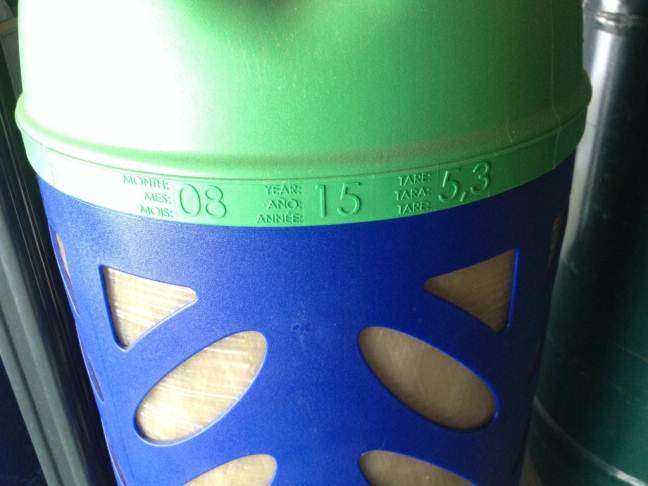 MONTH: MES: MOIS: 08
YEAR: AÑO: ANNÉE: 15
TARE: TARA: TARE: 5,3